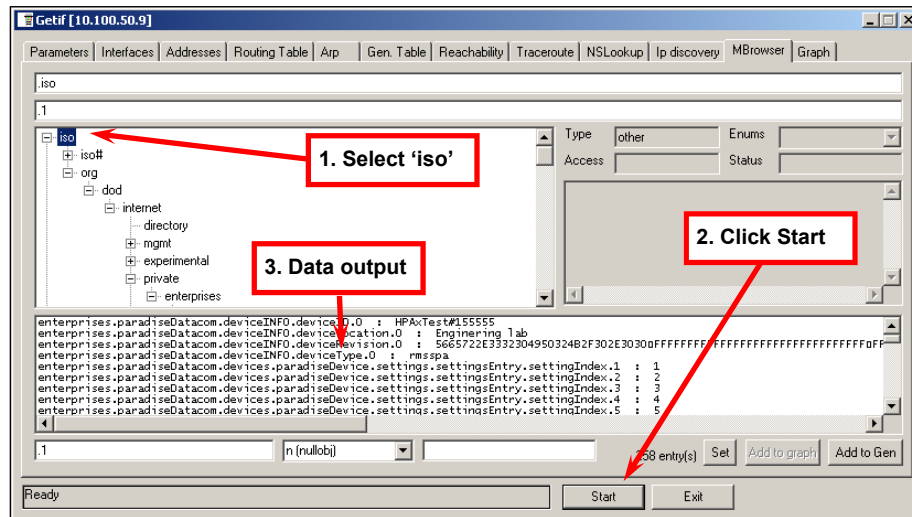 Getif [10.100.50.9]
Parameters Interfaces Addresses Routing Table Arp Gen. Table Reachability Traceroute NSLookup Ip discovery MBrowser Graph
.iso
.1
iso
iso#
org
dod
internet
directory
mgmt
experimental
private
enterprises
1. Select ‘iso’
Type other Enums
Access Status
2. Click Start
3. Data output
enterprises.paradiseDatacom.deviceINFO.deviceID.0 : HPAxTest#155555
enterprises.paradiseDatacom.deviceINFO.deviceLocation.0 : Enginering lab
enterprises.paradiseDatacom.deviceINFO.deviceRevision.0 :
enterprises.paradiseDatacom.deviceINFO.deviceType.0 : rmsspa
enterprises.paradiseDatacom.devices.paradiseDevice.settings.settingsEntry.settingIndex.1 : 1
enterprises.paradiseDatacom.devices.paradiseDevice.settings.settingsEntry.settingIndex.2 : 2
enterprises.paradiseDatacom.devices.paradiseDevice.settings.settingsEntry.settingIndex.3 : 3
enterprises.paradiseDatacom.devices.paradiseDevice.settings.settingsEntry.settingIndex.4 : 4
enterprises.paradiseDatacom.devices.paradiseDevice.settings.settingsEntry.settingIndex.5 : 5
.1 n (nullobj) entry(s) Set Add to graph Add to Gen
Ready Start Exit